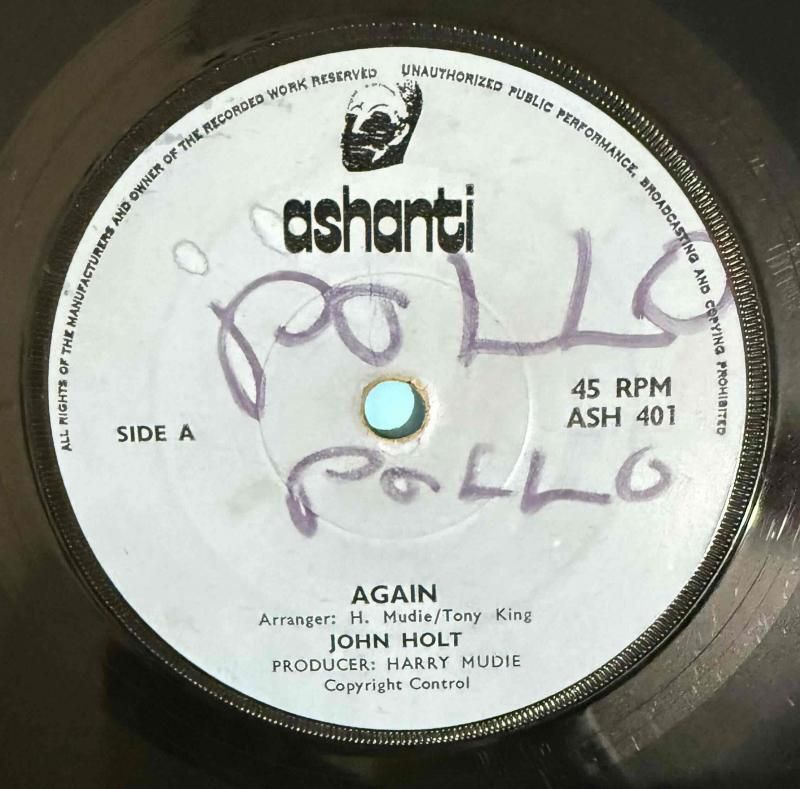 ALL RIGHTS OF THE MANUFACTURERS AND OWNER OF THE RECORDED WORK RESERVED UNAUTHORIZED PUBLIC PERFORMANCE, BROADCASTING AND COPYING PROHIBITED
ashanti
POLLO
45 RPM
SIDE A
ASH 401
POLLO
AGAIN
Arranger: H. Mudie/Tony King
JOHN HOLT
PRODUCER: HARRY MUDIE
Copyright Control